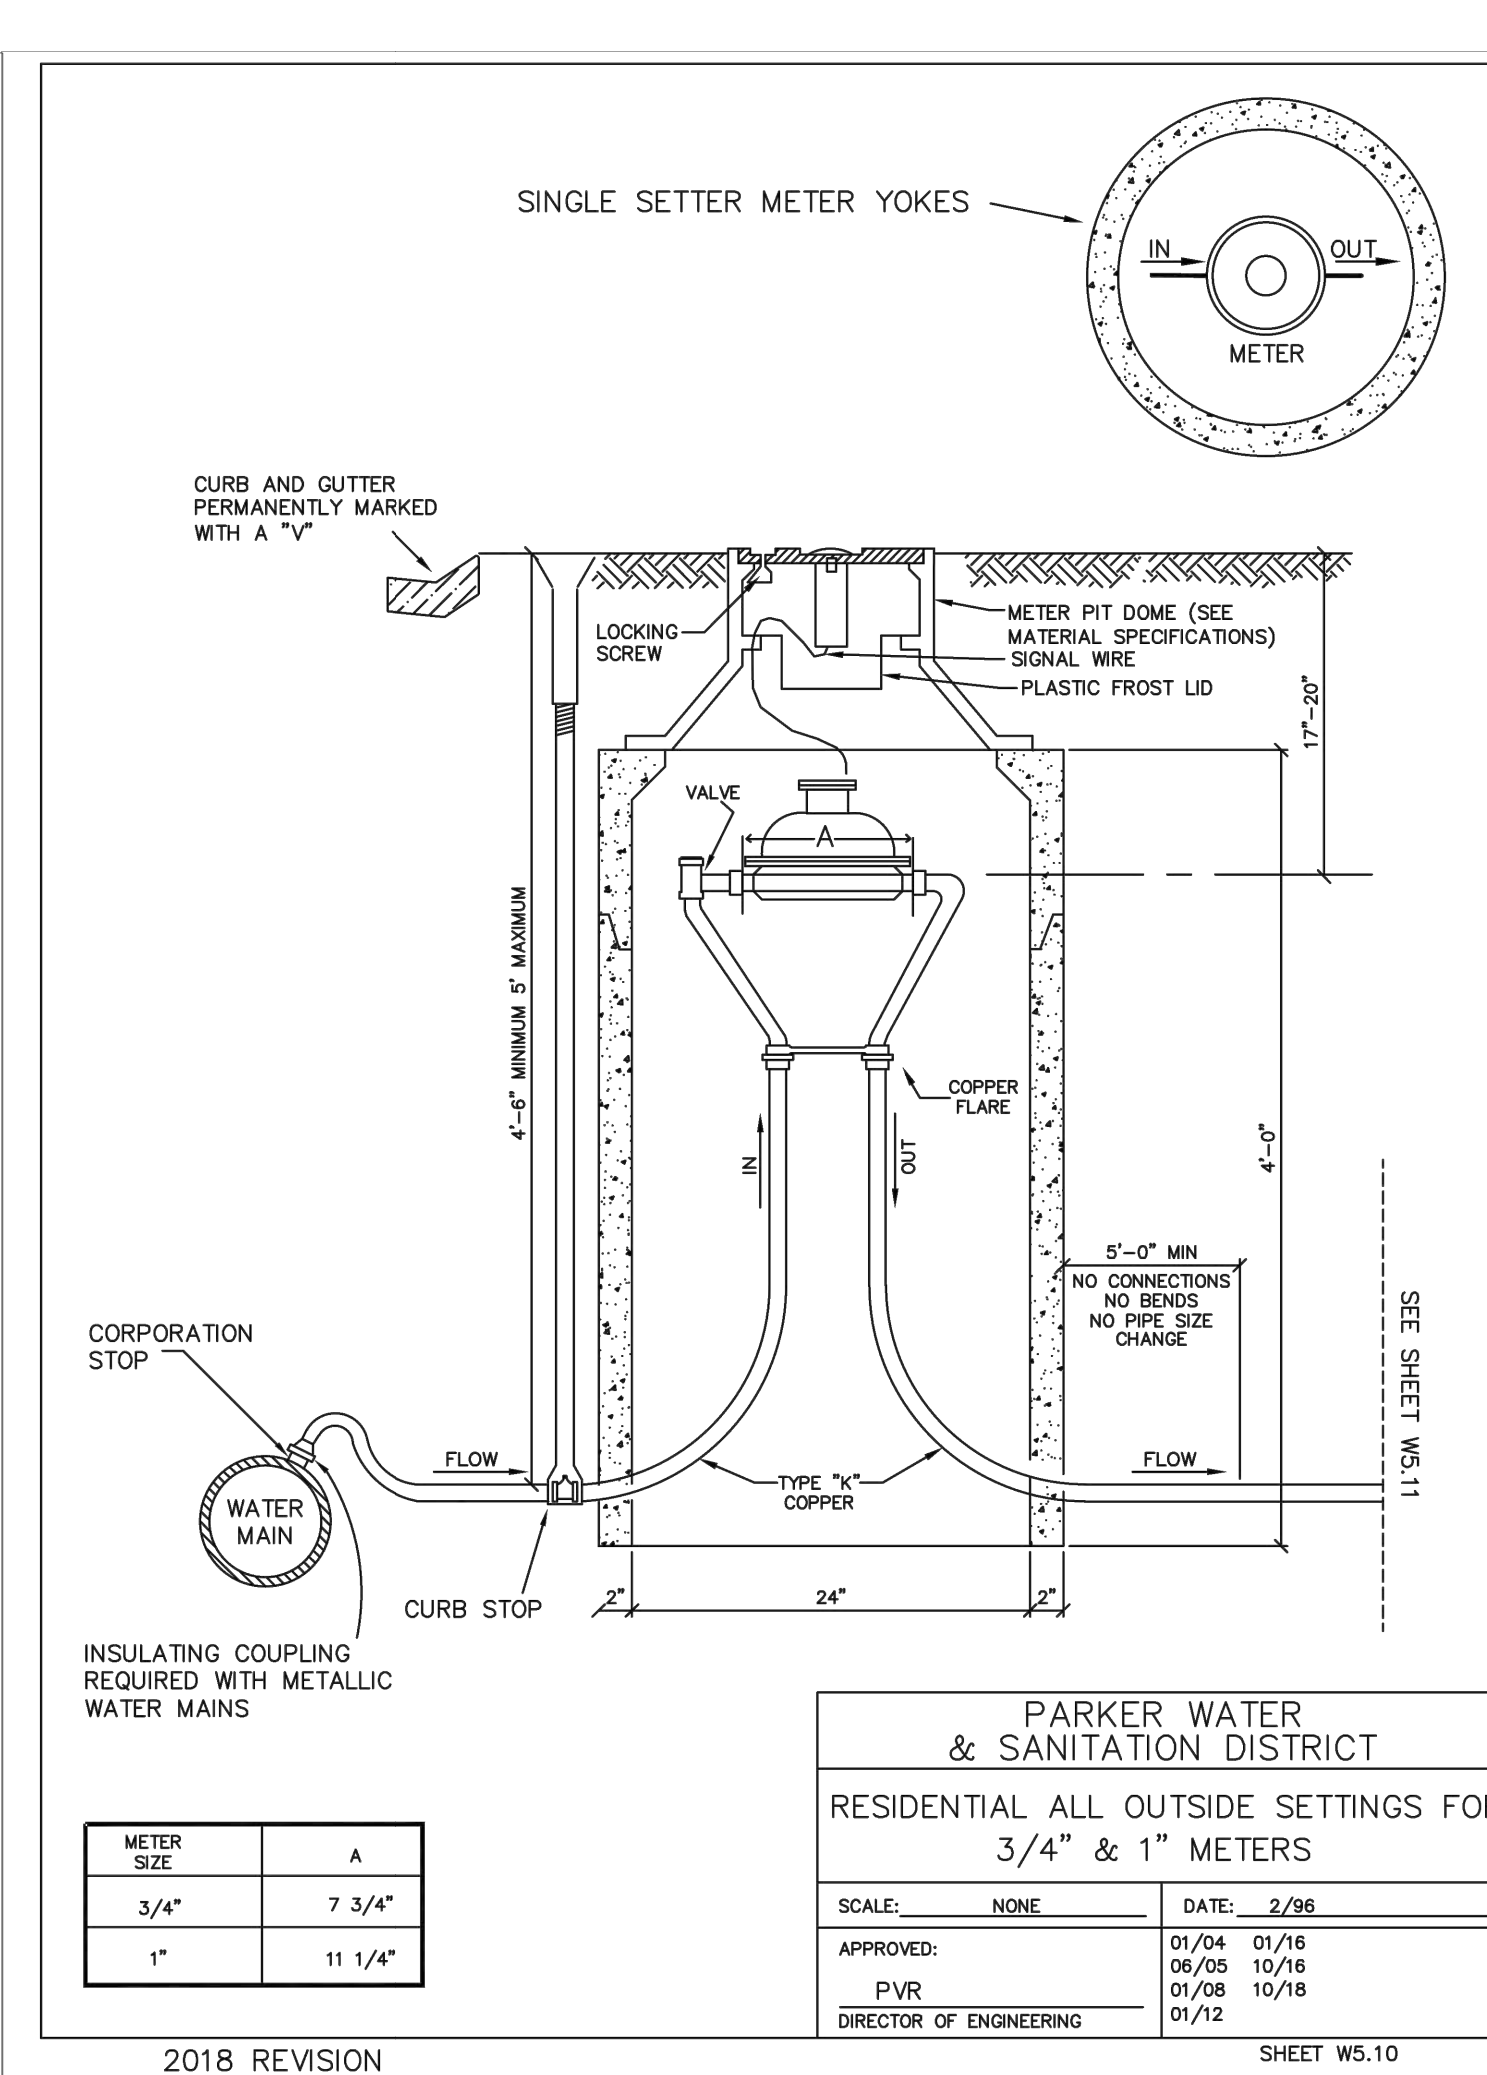 SINGLE SETTER METER YOKES
IN
OUT
METER
CURB AND GUTTER
PERMANENTLY MARKED
WITH A "V"
LOCKING
SCREW
METER PIT DOME (SEE
MATERIAL SPECIFICATIONS)
SIGNAL WIRE
PLASTIC FROST LID
17"-20"
VALVE
A
4'-6" MINIMUM 5' MAXIMUM
COPPER
FLARE
IN
OUT
4'-0"
5'-0" MIN
NO CONNECTIONS
NO BENDS
NO PIPE SIZE
CHANGE
SEE SHEET W5.11
CORPORATION
STOP
FLOW
FLOW
TYPE "K"
COPPER
WATER
MAIN
2"
24"
2"
CURB STOP
INSULATING COUPLING
REQUIRED WITH METALLIC
WATER MAINS
PARKER WATER
& SANITATION DISTRICT
RESIDENTIAL ALL OUTSIDE SETTINGS FO
3/4" & 1" METERS
METER
SIZE
A
3/4"
7 3/4"
1"
11 1/4"
SCALE: NONE
DATE: 2/96
APPROVED:
PVR
DIRECTOR OF ENGINEERING
01/04 01/16
06/05 10/16
01/08 10/18
01/12
2018 REVISION
SHEET W5.10